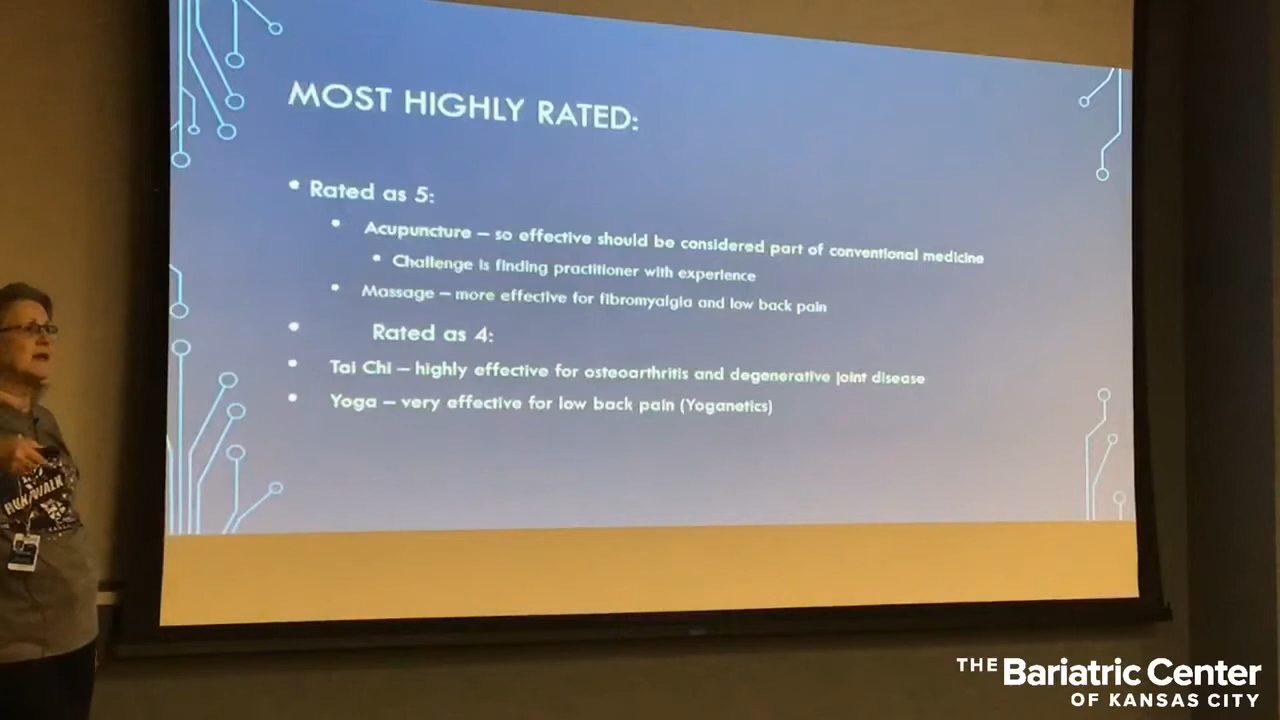 MOST HIGHLY RATED:
• Rated as 5:
• Acupuncture – so effective should be considered part of conventional medicine
• Challenge is finding practitioner with experience
• Massage – more effective for fibromyalgia and low back pain
• Rated as 4:
• Tai Chi – highly effective for osteoarthritis and degenerative joint disease
• Yoga – very effective for low back pain (Yoganetics)
RUN/WALK
THE Bariatric Center
OF KANSAS CITY